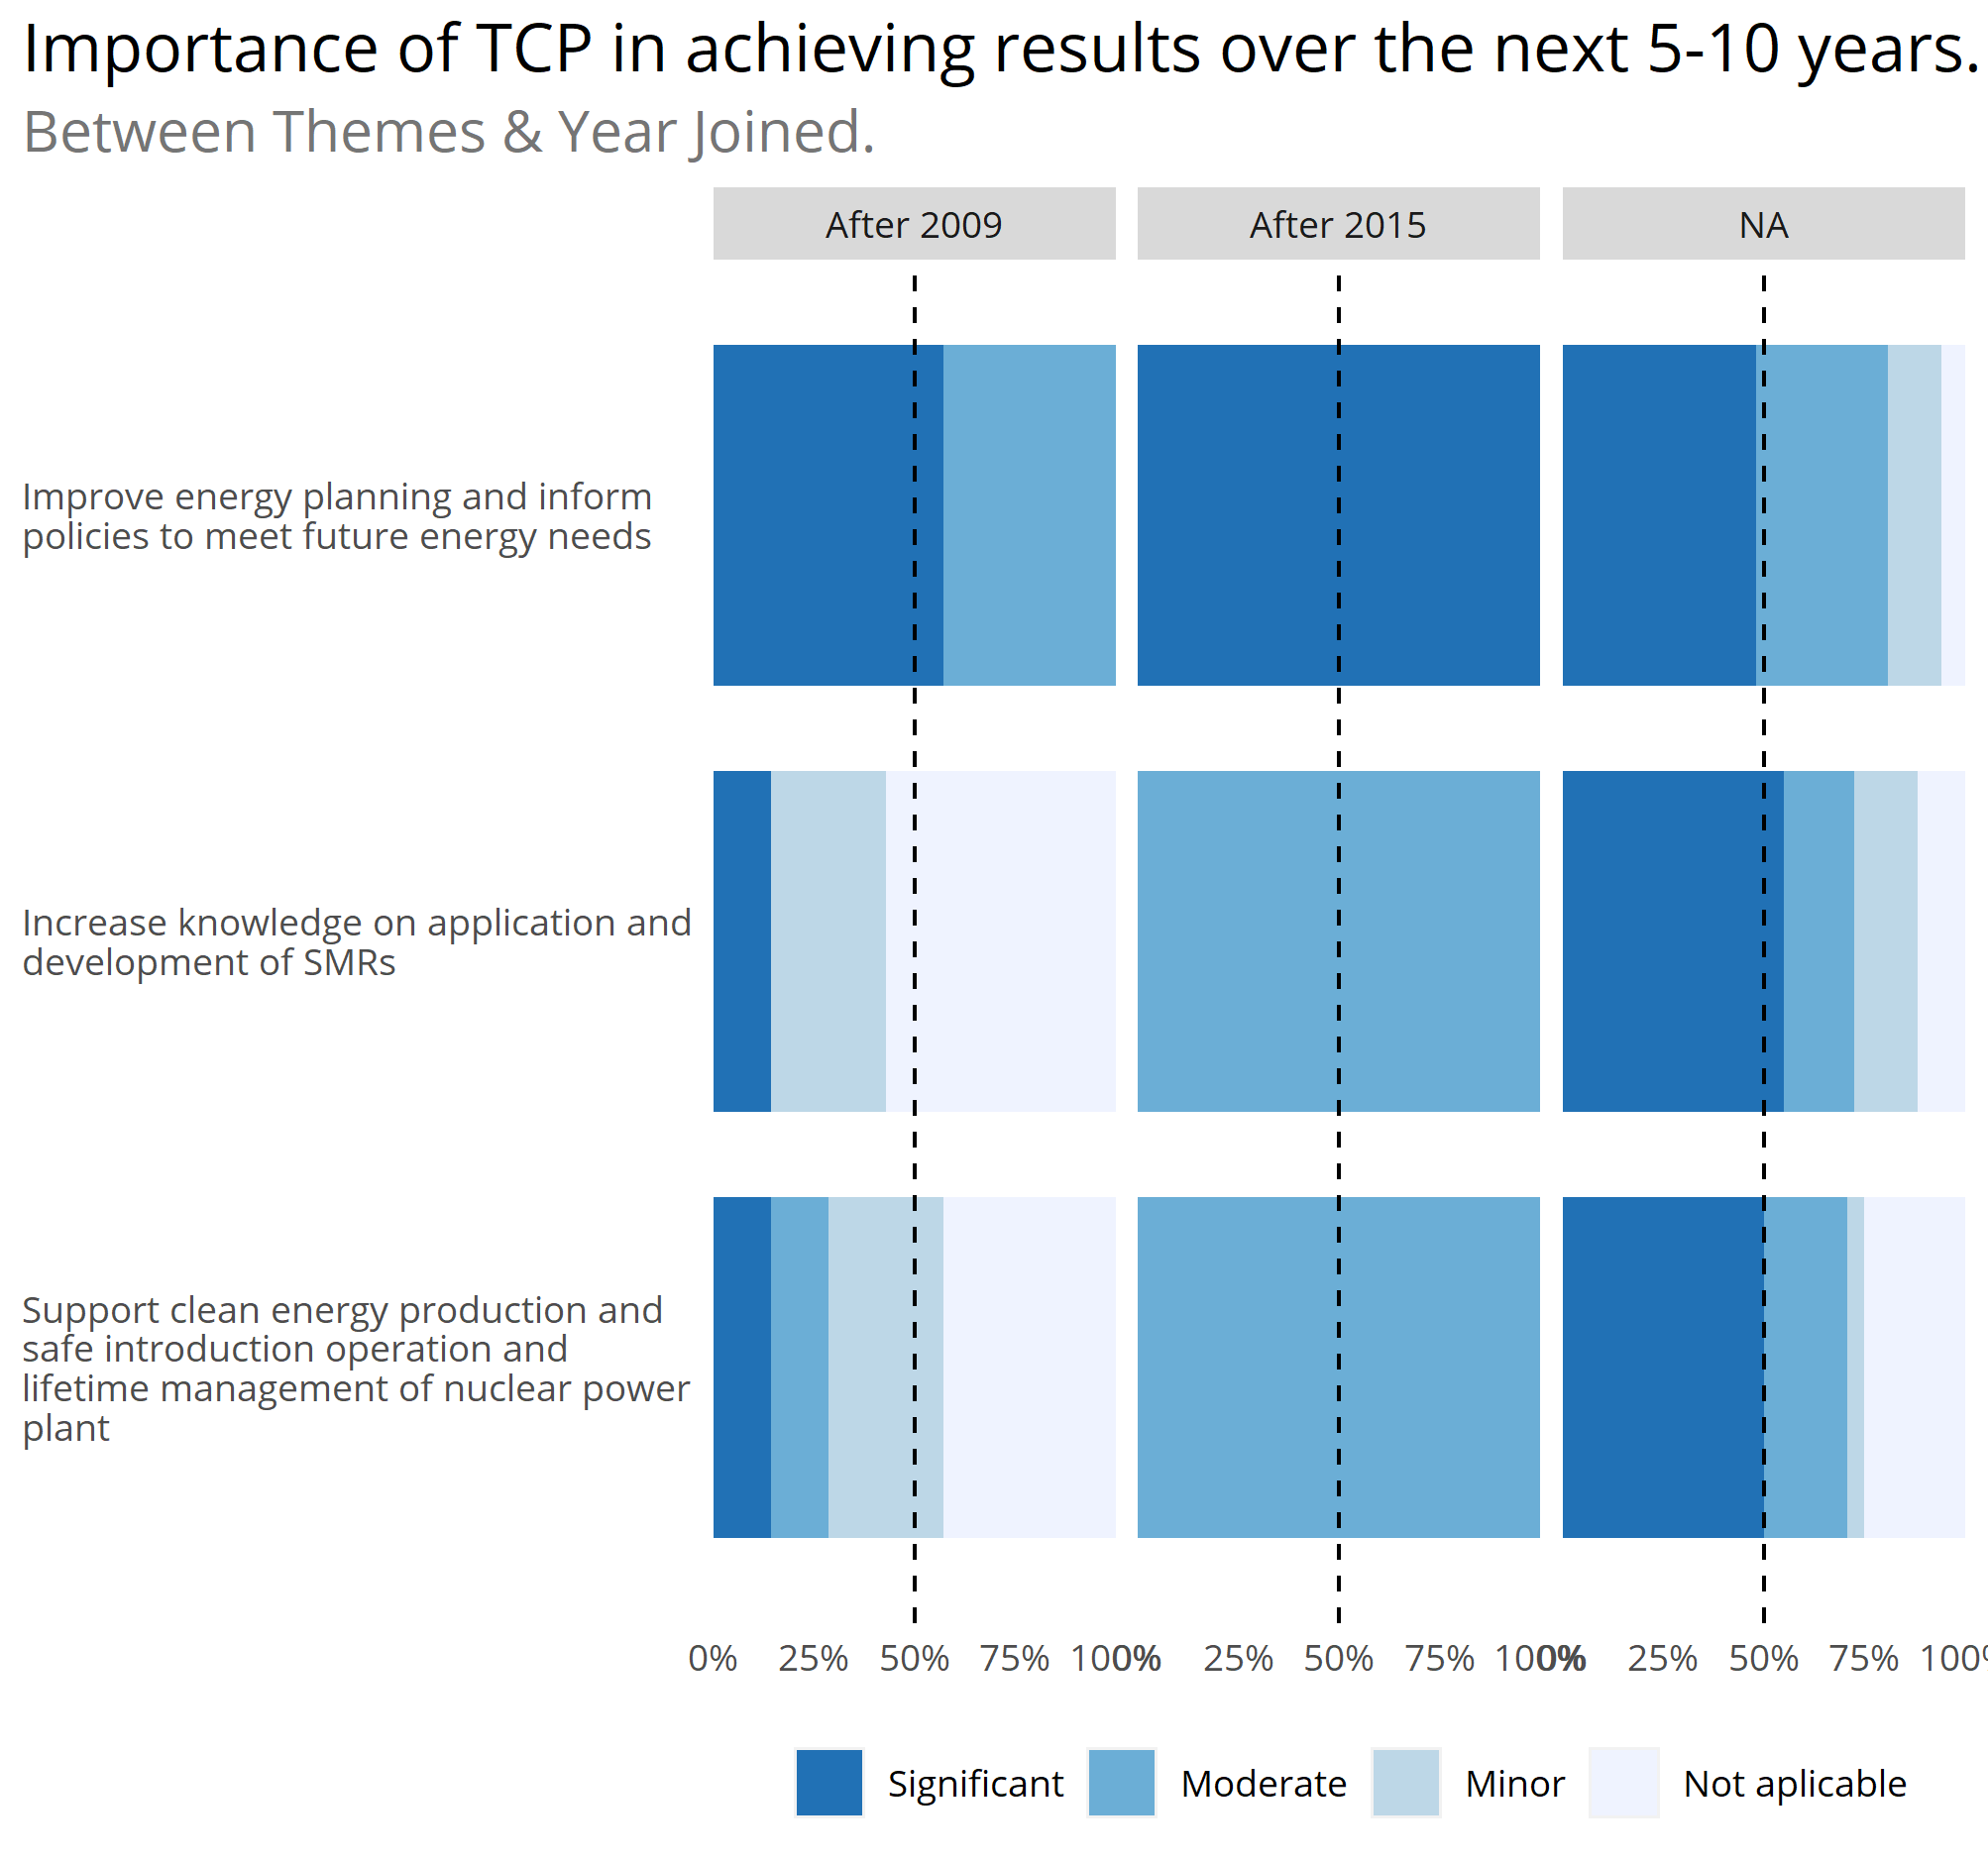 Importance of TCP in achieving results over the next 5-10 years.
Between Themes & Year Joined.
After 2009
After 2015
NA
Improve energy planning and inform
policies to meet future energy needs
Increase knowledge on application and
development of SMRs
Support clean energy production and
safe introduction operation and
lifetime management of nuclear power
plant
0% 25% 50% 75% 100%
0% 25% 50% 75% 100%
0% 25% 50% 75% 100%
Significant
Moderate
Minor
Not aplicable